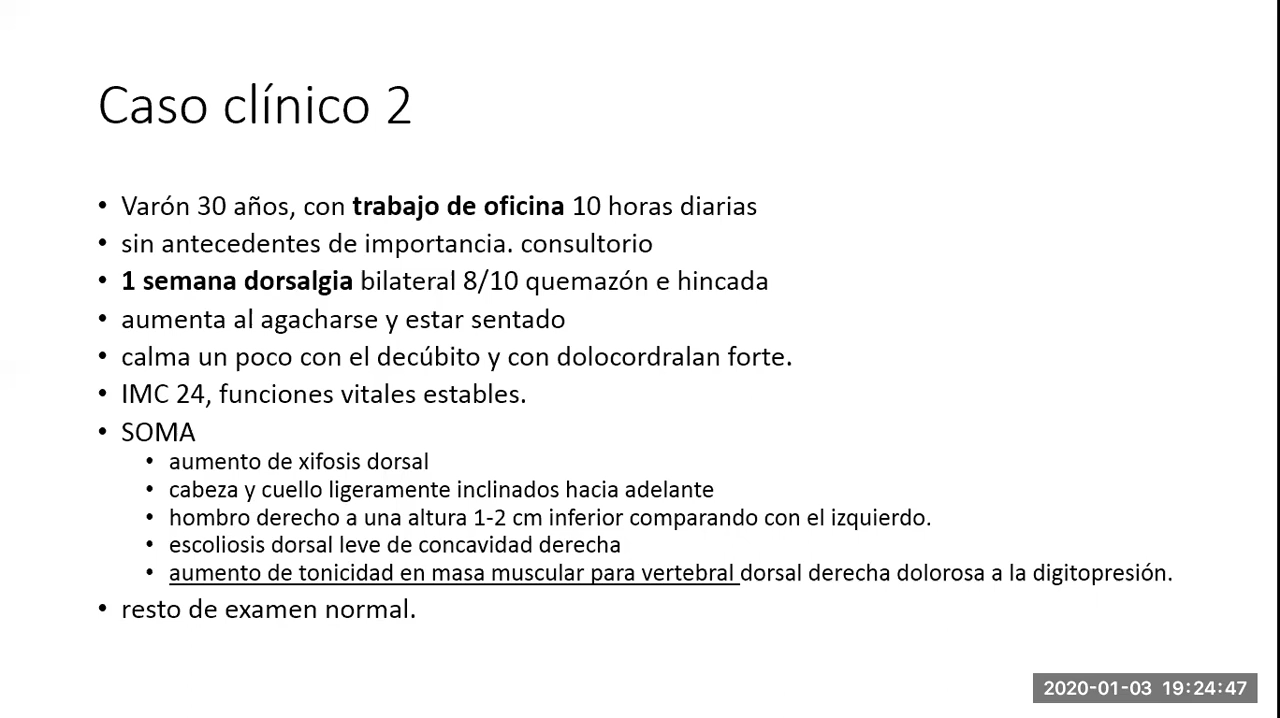 Caso clínico 2
• Varón 30 años, con trabajo de oficina 10 horas diarias
• sin antecedentes de importancia. consultorio
• 1 semana dorsalgia bilateral 8/10 quemazón e hincada
• aumenta al agacharse y estar sentado
• calma un poco con el decúbito y con dolocordralan forte.
• IMC 24, funciones vitales estables.
• SOMA
• aumento de xifosis dorsal
• cabeza y cuello ligeramente inclinados hacia adelante
• hombro derecho a una altura 1-2 cm inferior comparando con el izquierdo.
• escoliosis dorsal leve de concavidad derecha
• aumento de tonicidad en masa muscular para vertebral dorsal derecha dolorosa a la digitopresión.
• resto de examen normal.
2020-01-03 19:24:47